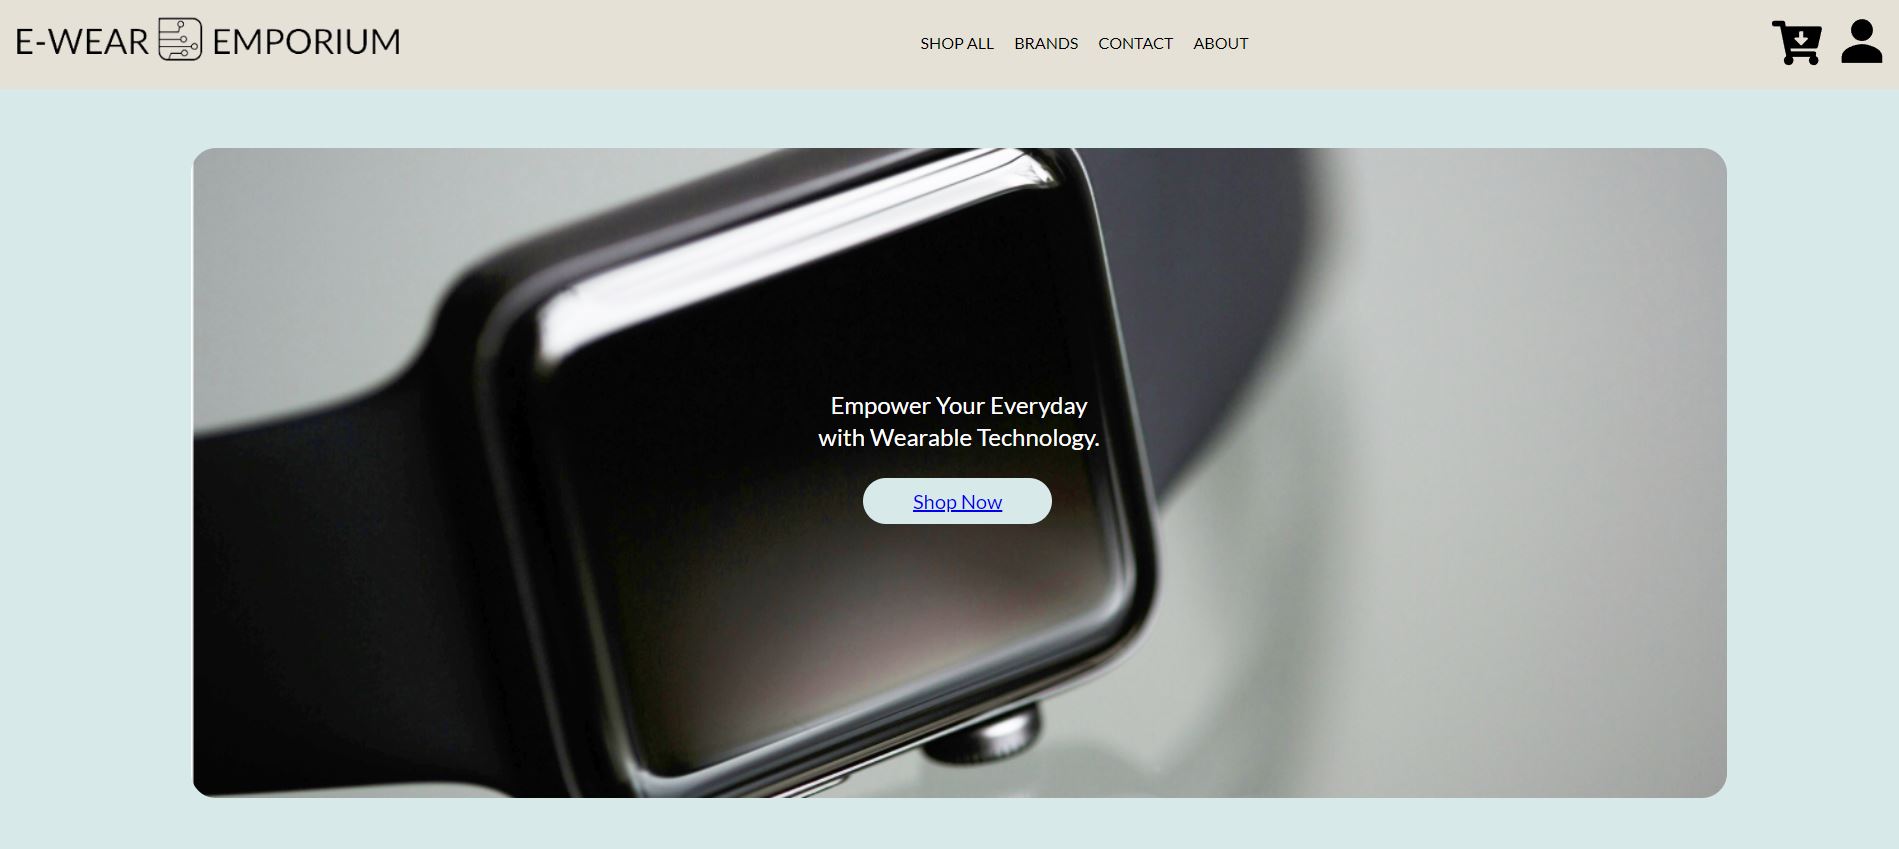 E-WEAR EMPORIUM
SHOP ALL BRANDS CONTACT ABOUT
Empower Your Everyday
with Wearable Technology.
Shop Now